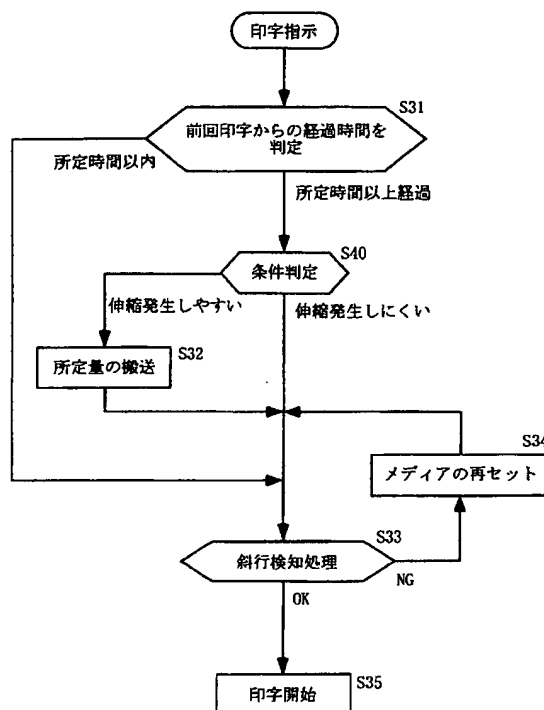 印字指示
S31
前回印字からの経過時間を
判定
所定時間以内
所定時間以上経過
S40
条件判定
伸縮発生しやすい
伸縮発生しにくい
S32
所定量の搬送
S34
メディアの再セット
S33
斜行検知処理
NG
OK
S35
印字開始